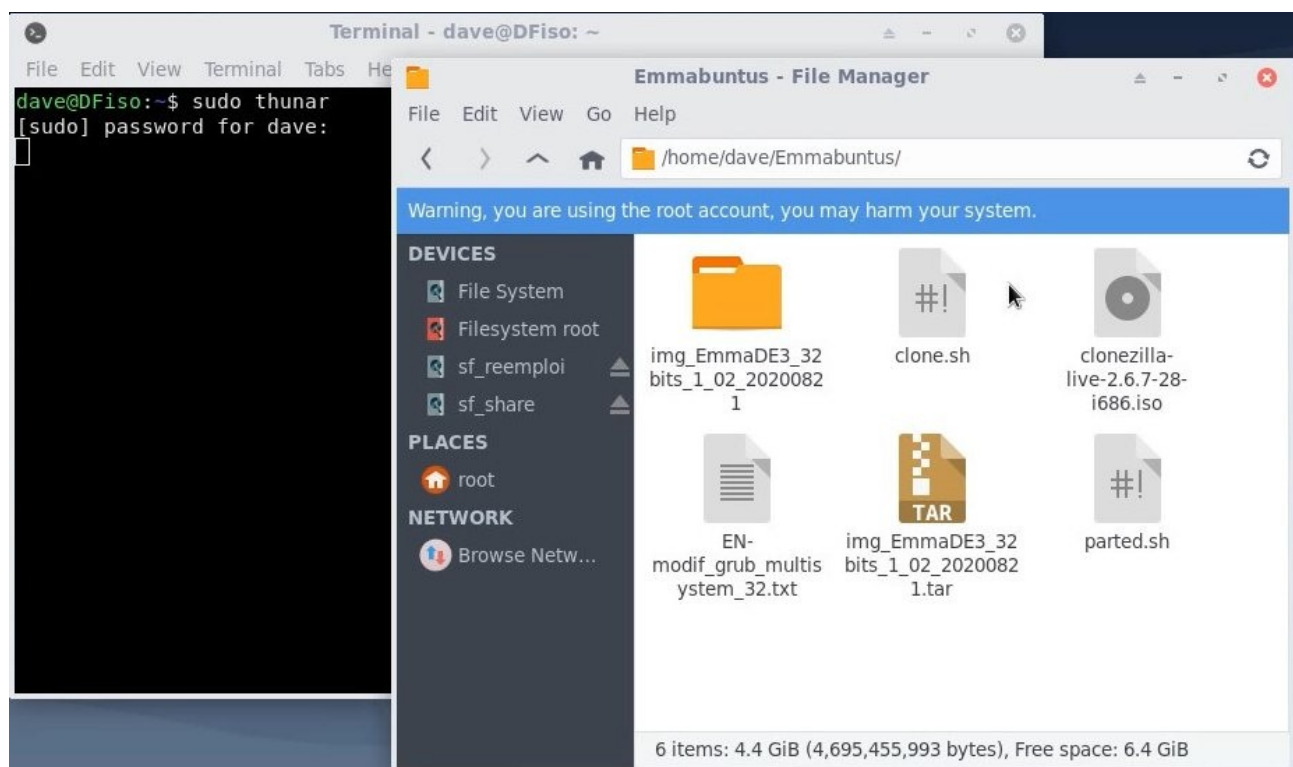 Terminal - dave@DFiso: ~
File Edit View Terminal Tabs He
dave@DFiso:~$ sudo thunar
[sudo] password for dave:
Emmabuntus - File Manager
File Edit View Go Help
/home/dave/Emmabuntus/
Warning, you are using the root account, you may harm your system.
DEVICES
File System
Filesystem root
sf_reemploi
sf_share
PLACES
root
NETWORK
Browse Netw...
img_EmmaDE3_32
bits_1_02_2020082
1
#!
clone.sh
clonezilla-
live-2.6.7-28-
i686.iso
EN-
modif_grub_multis
ystem_32.txt
TAR
img_EmmaDE3_32
bits_1_02_2020082
1.tar
#!
parted.sh
6 items: 4.4 GiB (4,695,455,993 bytes), Free space: 6.4 GiB